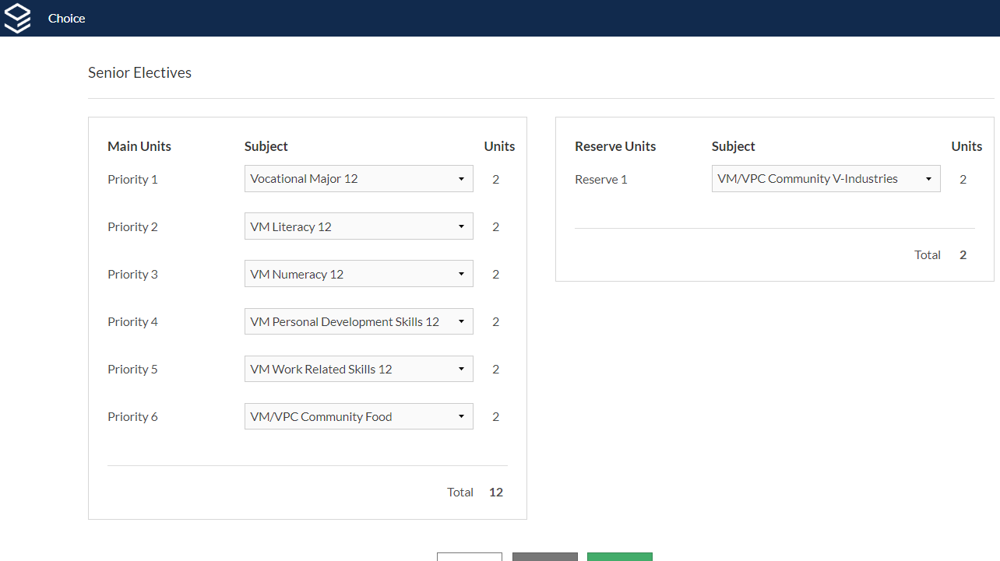 Choice
Senior Electives
Main Units Subject Units
Priority 1 Vocational Major 12 2
Priority 2 VM Literacy 12 2
Priority 3 VM Numeracy 12 2
Priority 4 VM Personal Development Skills 12 2
Priority 5 VM Work Related Skills 12 2
Priority 6 VM/VPC Community Food 2
Total 12
Reserve Units Subject Units
Reserve 1 VM/VPC Community V-Industries 2
Total 2